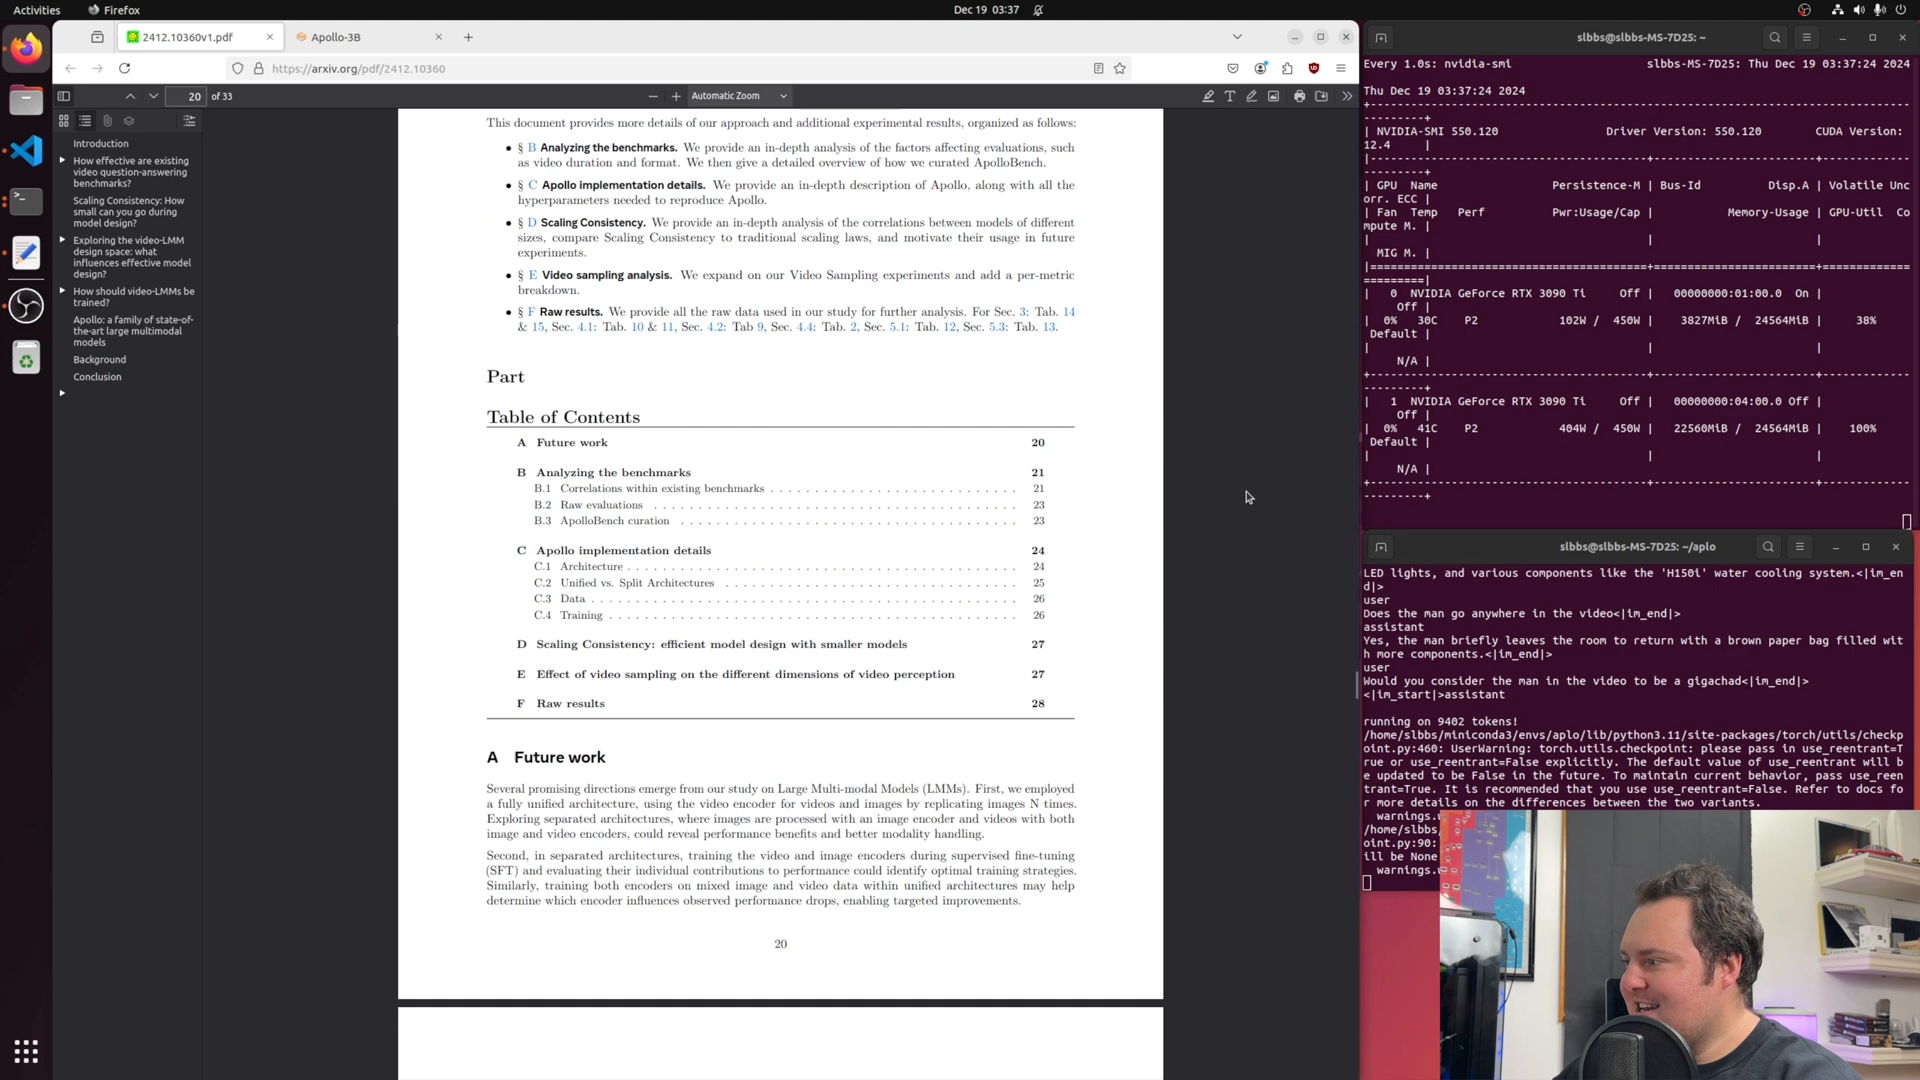 Activities
Firefox
Dec 19 03:37
2412.10360v1.pdf
Apollo-3B
https://arxiv.org/pdf/2412.10360
20 of 33
Automatic Zoom
Introduction
How effective are existing
video question-answering
benchmarks?
Scaling Consistency: How
small can you go during
model design?
Exploring the video-LMM
design space: what
influences effective model
design?
How should video-LMMs be
trained?
Apollo: a family of state-of-
the-art large multimodal
models
Background
Conclusion
This document provides more details of our approach and additional experimental results, organized as follows:
• § B Analyzing the benchmarks. We provide an in-depth analysis of the factors affecting evaluations, such
as video duration and format. We then give a detailed overview of how we curated ApolloBench.
• § C Apollo implementation details. We provide an in-depth description of Apollo, along with all the
hyperparameters needed to reproduce Apollo.
• § D Scaling Consistency. We provide an in-depth analysis of the correlations between models of different
sizes, compare Scaling Consistency to traditional scaling laws, and motivate their usage in future
experiments.
• § E Video sampling analysis. We expand on our Video Sampling experiments and add a per-metric
breakdown.
• § F Raw results. We provide all the raw data used in our study for further analysis. For Sec. 3: Tab. 14
& 15, Sec. 4.1: Tab. 10 & 11, Sec. 4.2: Tab 9, Sec. 4.4: Tab. 2, Sec. 5.1: Tab. 12, Sec. 5.3: Tab. 13.
Part
Table of Contents
A Future work 20
B Analyzing the benchmarks 21
B.1 Correlations within existing benchmarks . . . . . . . . . . . . . . . . . . . . . . . . . . . . 21
B.2 Raw evaluations . . . . . . . . . . . . . . . . . . . . . . . . . . . . . . . . . . . . . . . . . 23
B.3 ApolloBench curation . . . . . . . . . . . . . . . . . . . . . . . . . . . . . . . . . . . . . . 23
C Apollo implementation details 24
C.1 Architecture . . . . . . . . . . . . . . . . . . . . . . . . . . . . . . . . . . . . . . . . . . . 24
C.2 Unified vs. Split Architectures . . . . . . . . . . . . . . . . . . . . . . . . . . . . . . . . . 25
C.3 Data . . . . . . . . . . . . . . . . . . . . . . . . . . . . . . . . . . . . . . . . . . . . . . . 26
C.4 Training . . . . . . . . . . . . . . . . . . . . . . . . . . . . . . . . . . . . . . . . . . . . . 26
D Scaling Consistency: efficient model design with smaller models 27
E Effect of video sampling on the different dimensions of video perception 27
F Raw results 28
A Future work
Several promising directions emerge from our study on Large Multi-modal Models (LMMs). First, we employed
a fully unified architecture, using the video encoder for videos and images by replicating images N times.
Exploring separated architectures, where images are processed with an image encoder and videos with both
image and video encoders, could reveal performance benefits and better modality handling.
Second, in separated architectures, training the video and image encoders during supervised fine-tuning
(SFT) and evaluating their individual contributions to performance could identify optimal training strategies.
Similarly, training both encoders on mixed image and video data within unified architectures may help
determine which encoder influences observed performance drops, enabling targeted improvements.
20
slbbs@slbbs-MS-7D25: ~
Every 1.0s: nvidia-smi slbbs-MS-7D25: Thu Dec 19 03:37:24 2024
Thu Dec 19 03:37:24 2024
+-----------------------------------------------------------------------------
---------+
| NVIDIA-SMI 550.120 Driver Version: 550.120 CUDA Version:
12.4 |
|-----------------------------------------+------------------------+-----------
---------+
| GPU Name Persistence-M | Bus-Id Disp.A | Volatile Unc
orr. ECC |
| Fan Temp Perf Pwr:Usage/Cap | Memory-Usage | GPU-Util Co
mpute M. |
| | |
MIG M. |
|=========================================+========================+===========
=========|
| 0 NVIDIA GeForce RTX 3090 Ti Off | 00000000:01:00.0 On |
Off |
| 0% 30C P2 102W / 450W | 3827MiB / 24564MiB | 38%
Default |
| | |
N/A |
+-----------------------------------------+------------------------+-----------
---------+
| 1 NVIDIA GeForce RTX 3090 Ti Off | 00000000:04:00.0 Off |
Off |
| 0% 41C P2 404W / 450W | 22560MiB / 24564MiB | 100%
Default |
| | |
N/A |
+-----------------------------------------+------------------------+-----------
---------+
slbbs@slbbs-MS-7D25: ~/aplo
LED lights, and various components like the 'H150i' water cooling system.<|im_en
d|>
user
Does the man go anywhere in the video<|im_end|>
assistant
Yes, the man briefly leaves the room to return with a brown paper bag filled wit
h more components.<|im_end|>
user
Would you consider the man in the video to be a gigachad<|im_end|>
<|im_start|>assistant
running on 9402 tokens!
/home/slbbs/miniconda3/envs/aplo/lib/python3.11/site-packages/torch/utils/checkp
oint.py:460: UserWarning: torch.utils.checkpoint: please pass in use_reentrant=T
rue or use_reentrant=False explicitly. The default value of use_reentrant will b
e updated to be False in the future. To maintain current behavior, pass use_reen
trant=True. It is recommended that you use use_reentrant=False. Refer to docs fo
r more details on the differences between the two variants.
warnings.w
/home/slbbs/
oint.py:90:
ill be None
warnings.w